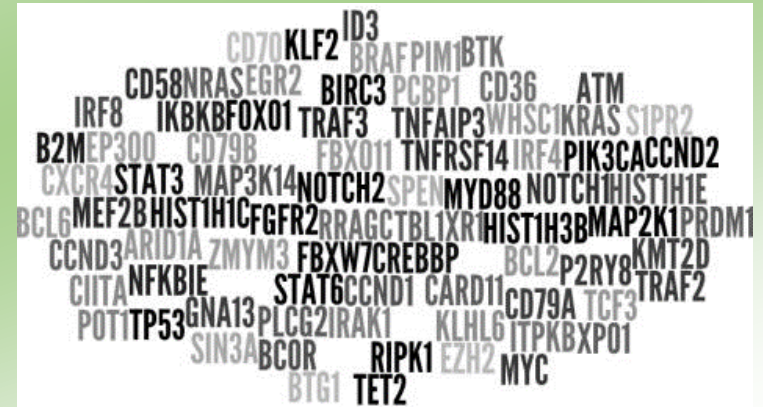 ID3
CD70 KLF2 BRAF PIM1 BTK
CD58 NRAS EGR2 BIRC3 PCBP1 CD36 ATM
IRF8 IKBKB FOXO1 TRAF3 TNFAIP3 WHSC1 KRAS S1PR2
B2M EP300 CD79B FBXO11 TNFRSF14 IRF4 PIK3CA CCND2
CXCR4 STAT3 MAP3K14 NOTCH2 SPEN MYD88 NOTCH1 HIST1H1E
BCL6 MEF2B HIST1H1C FGFR2 RRAGC TBL1XR1 HIST1H3B MAP2K1 PRDM1
CCND3 ARID1A ZMYM3 FBXW7 CREBBP BCL2 P2RY8 KMT2D
CIITA NFKBIE STAT6 CCND1 CARD11 CD79A TCF3 TRAF2
POT1 TP53 GNA13 PLCG2 IRAK1 KLHL6 ITPKB XPO1
SIN3A BCOR RIPK1 EZH2 MYC
BTG1 TET2